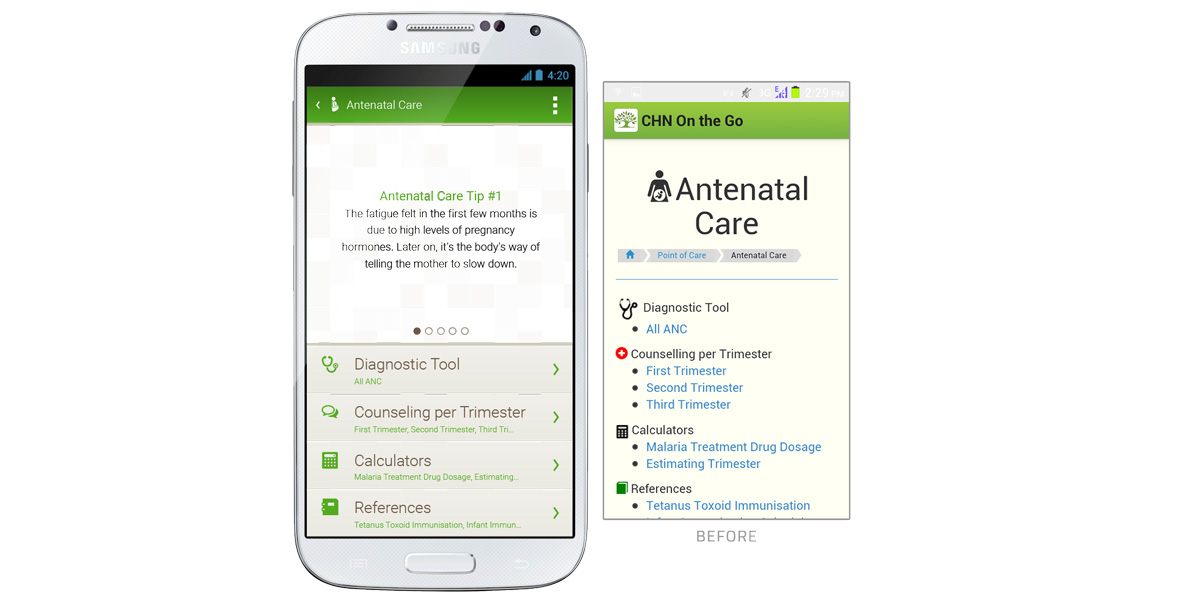 SAMSUNG
4:20
Antenatal Care
Antenatal Care Tip #1
The fatigue felt in the first few months is
due to high levels of pregnancy
hormones. Later on, it's the body's way of
telling the mother to slow down.
Diagnostic Tool
All ANC
Counseling per Trimester
First Trimester, Second Trimester, Third Tri...
Calculators
Malaria Treatment Drug Dosage, Estimating...
References
Tetanus Toxoid Immunisation, Infant Immun...
3G E 2:29 PM
CHN On the Go
Antenatal
Care
Point of Care Antenatal Care
Diagnostic Tool
All ANC
Counselling per Trimester
First Trimester
Second Trimester
Third Trimester
Calculators
Malaria Treatment Drug Dosage
Estimating Trimester
References
Tetanus Toxoid Immunisation
BEFORE